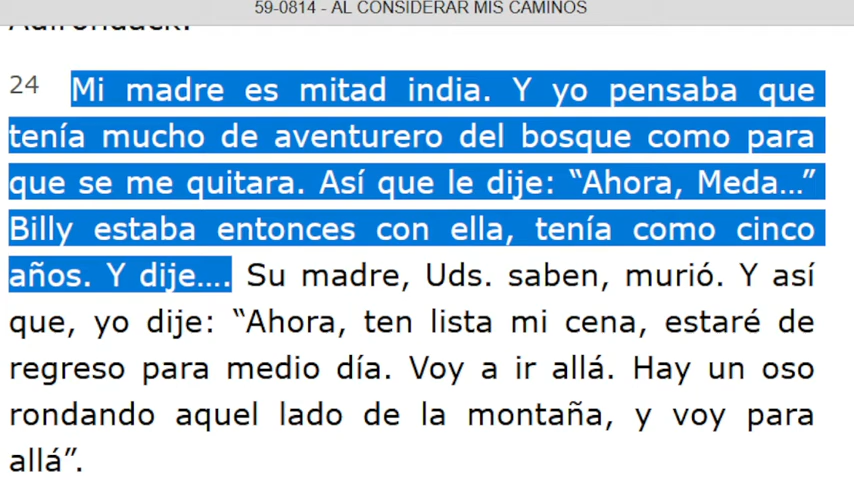 59-0814 - AL CONSIDERAR MIS CAMINOS
Adirondack.
24 Mi madre es mitad india. Y yo pensaba que
tenía mucho de aventurero del bosque como para
que se me quitara. Así que le dije: “Ahora, Meda...”
Billy estaba entonces con ella, tenía como cinco
años. Y dije.... Su madre, Uds. saben, murió. Y así
que, yo dije: “Ahora, ten lista mi cena, estaré de
regreso para medio día. Voy a ir allá. Hay un oso
rondando aquel lado de la montaña, y voy para
allá”.